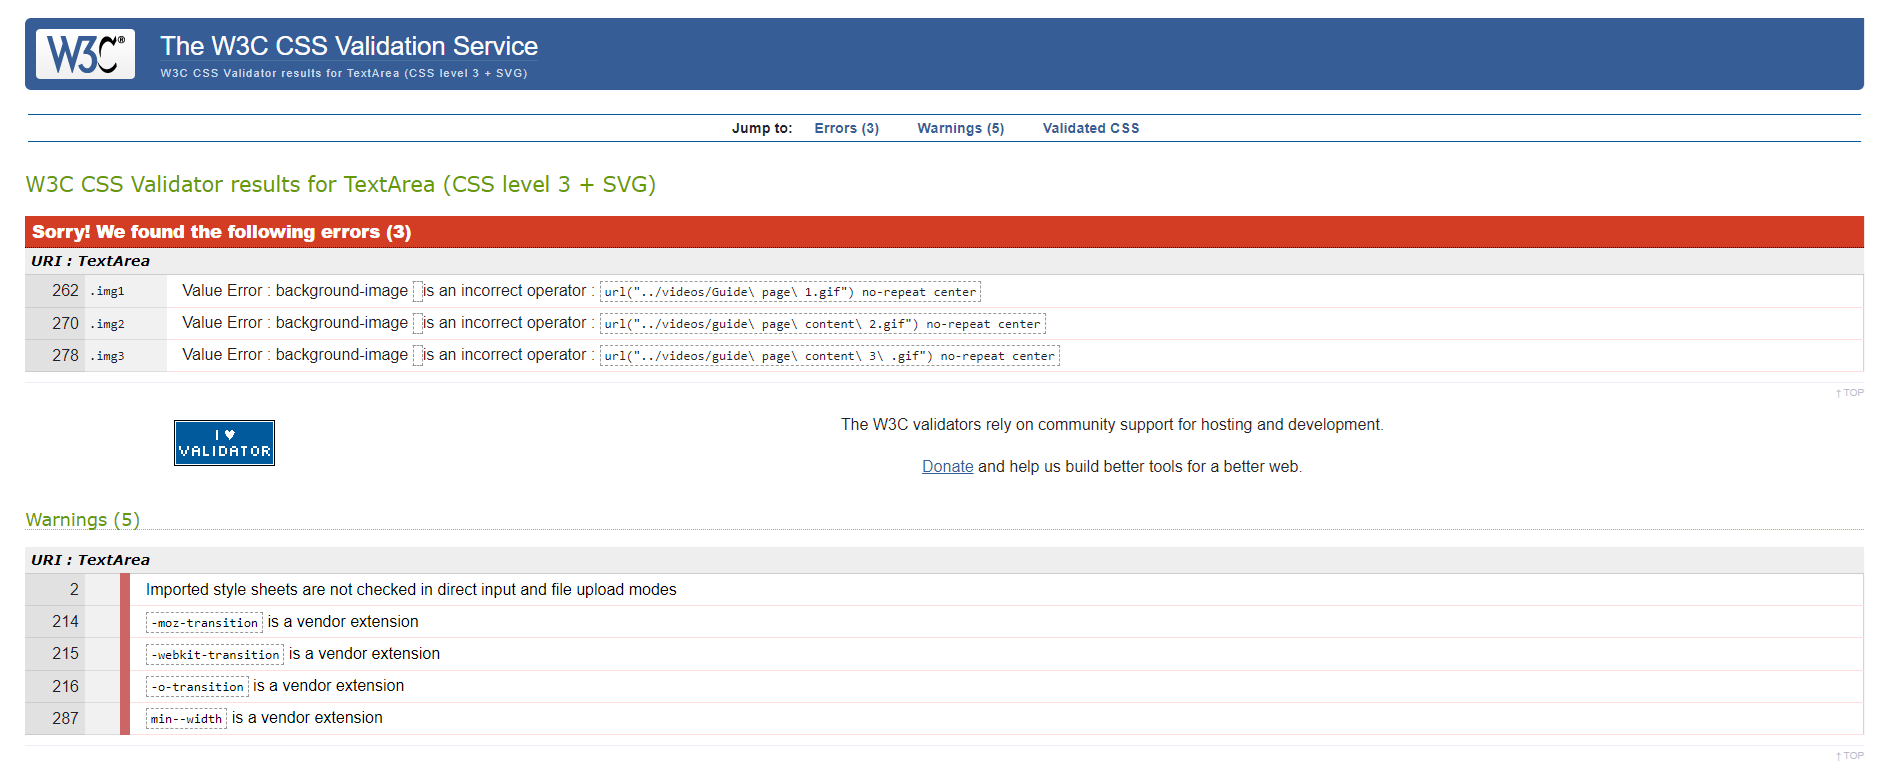 W3C®
The W3C CSS Validation Service
W3C CSS Validator results for TextArea (CSS level 3 + SVG)
Jump to: Errors (3) Warnings (5) Validated CSS
W3C CSS Validator results for TextArea (CSS level 3 + SVG)
Sorry! We found the following errors (3)
URI : TextArea
262 .img1 Value Error : background-image is an incorrect operator : url("../videos/Guide\ page\ 1.gif") no-repeat center
270 .img2 Value Error : background-image is an incorrect operator : url("../videos/guide\ page\ content\ 2.gif") no-repeat center
278 .img3 Value Error : background-image is an incorrect operator : url("../videos/guide\ page\ content\ 3\ .gif") no-repeat center
↑ TOP
I ♥
VALIDATOR
The W3C validators rely on community support for hosting and development.
Donate and help us build better tools for a better web.
Warnings (5)
URI : TextArea
2 Imported style sheets are not checked in direct input and file upload modes
214 -moz-transition is a vendor extension
215 -webkit-transition is a vendor extension
216 -o-transition is a vendor extension
287 min--width is a vendor extension
↑ TOP